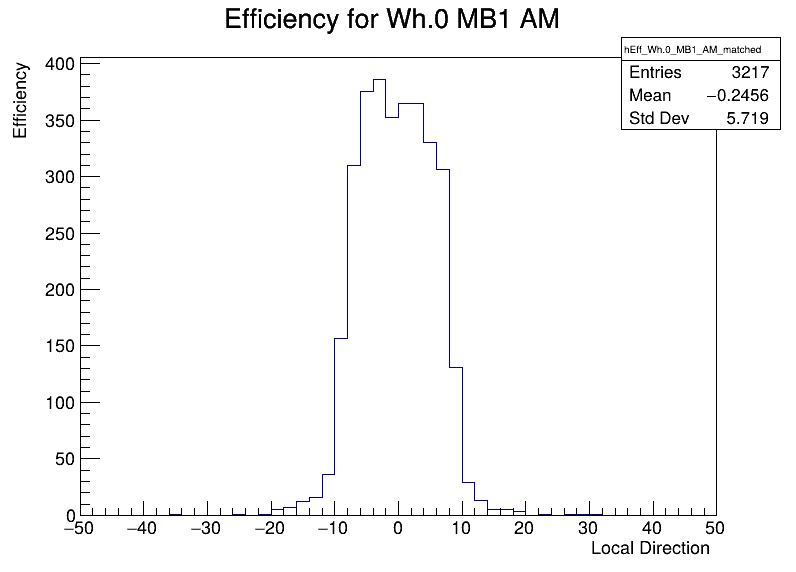 Efficiency for Wh.0 MB1 AM
hEff_Wh.0_MB1_AM_matched
Entries 3217
Mean −0.2456
Std Dev 5.719
Efficiency
400
350
300
250
200
150
100
50
0
−50 −40 −30 −20 −10 0 10 20 30 40 50
Local Direction